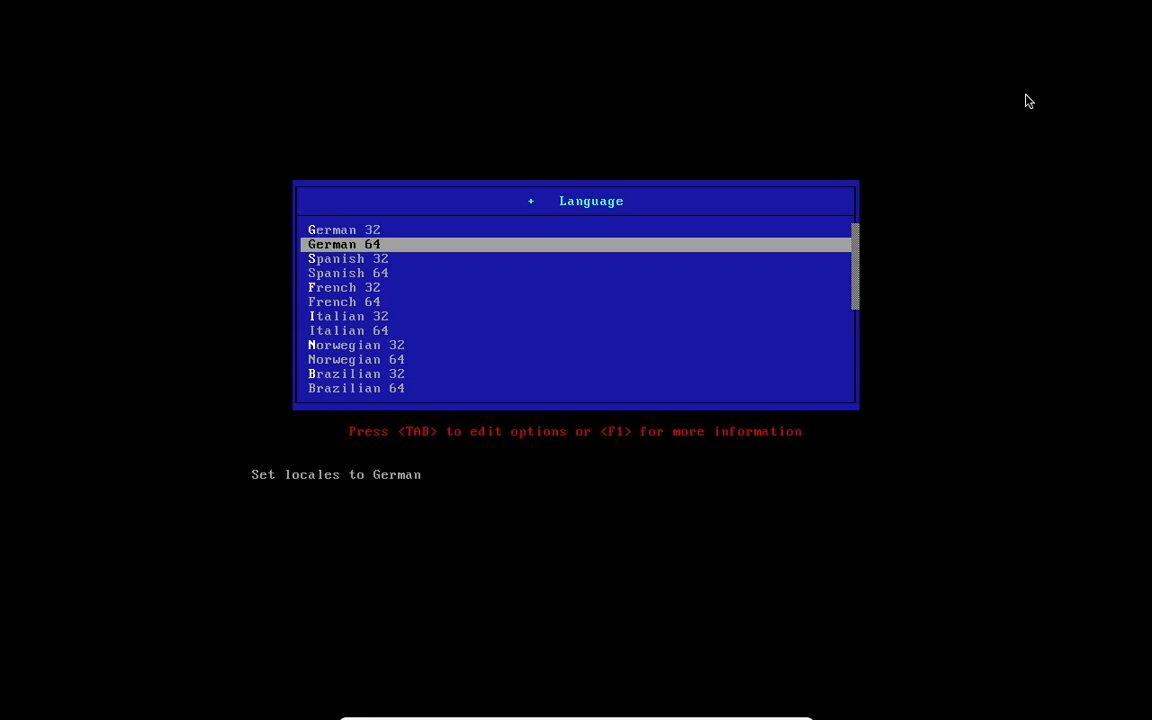 + Language
German 32
German 64
Spanish 32
Spanish 64
French 32
French 64
Italian 32
Italian 64
Norwegian 32
Norwegian 64
Brazilian 32
Brazilian 64
Press <TAB> to edit options or <F1> for more information
Set locales to German